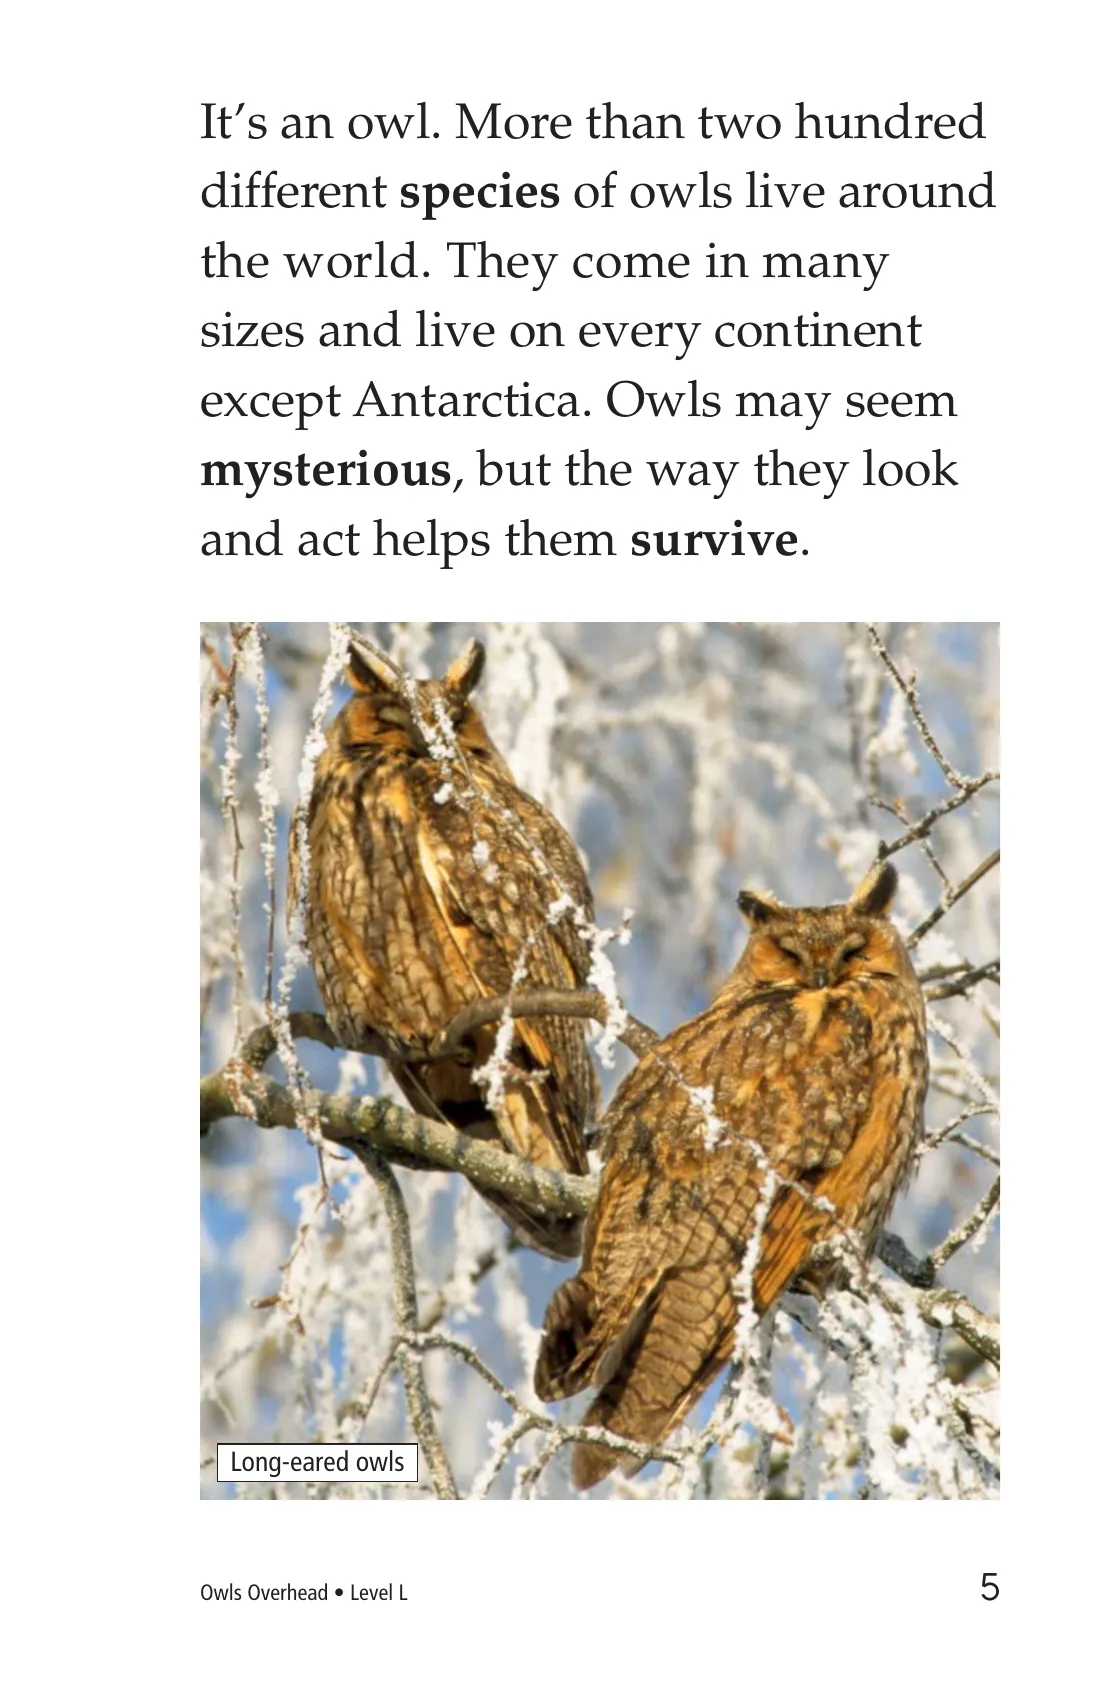 It’s an owl. More than two hundred
different species of owls live around
the world. They come in many
sizes and live on every continent
except Antarctica. Owls may seem
mysterious, but the way they look
and act helps them survive.
Long-eared owls
Owls Overhead • Level L
5